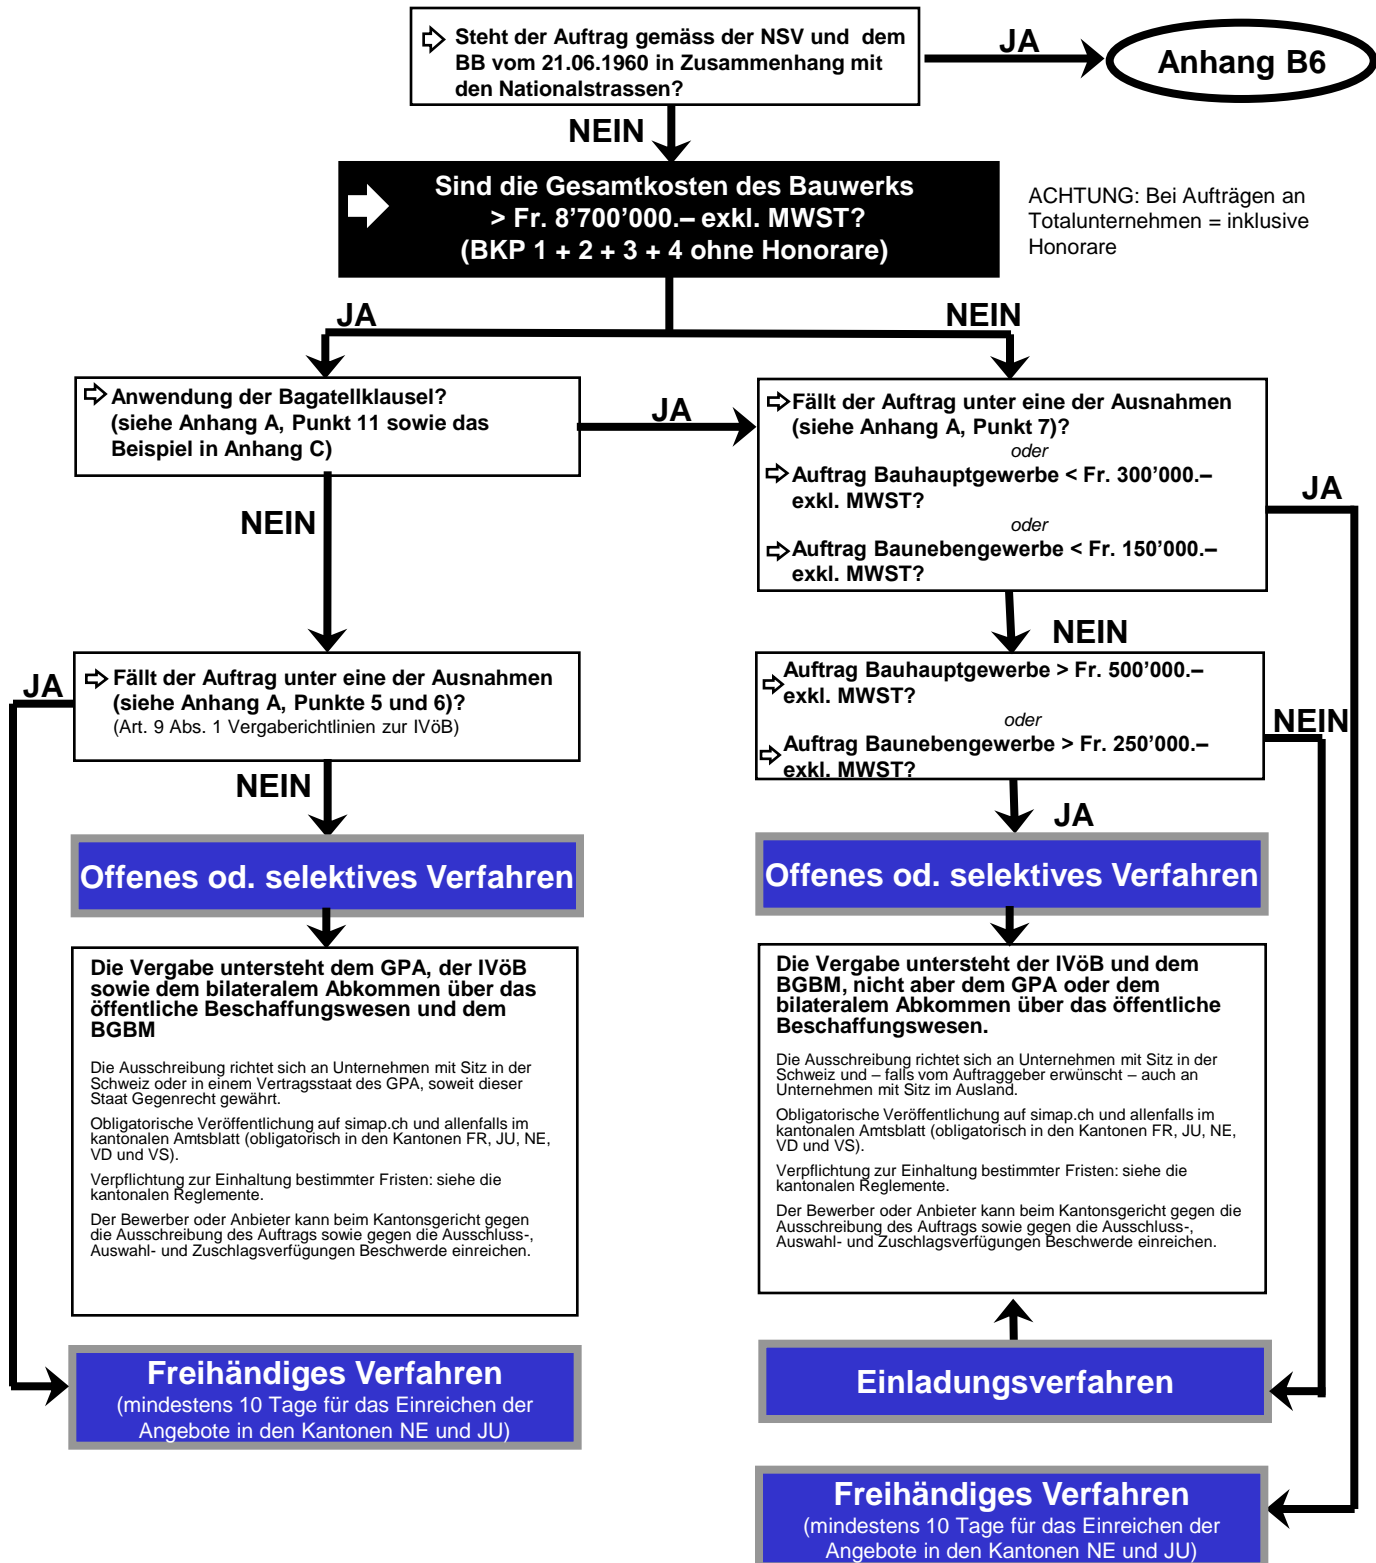 Steht der Auftrag gemäss der NSV und dem
BB vom 21.06.1960 in Zusammenhang mit
den Nationalstrassen?
JA
Anhang B6
NEIN
Sind die Gesamtkosten des Bauwerks
> Fr. 8’700’000.– exkl. MWST?
(BKP 1 + 2 + 3 + 4 ohne Honorare)
ACHTUNG: Bei Aufträgen an
Totalunternehmen = inklusive
Honorare
JA
NEIN
Anwendung der Bagatellklausel?
(siehe Anhang A, Punkt 11 sowie das
Beispiel in Anhang C)
JA
Fällt der Auftrag unter eine der Ausnahmen
(siehe Anhang A, Punkt 7)?
oder
Auftrag Bauhauptgewerbe < Fr. 300’000.–
exkl. MWST?
oder
Auftrag Baunebengewerbe < Fr. 150’000.–
exkl. MWST?
JA
NEIN
NEIN
JA
Fällt der Auftrag unter eine der Ausnahmen
(siehe Anhang A, Punkte 5 und 6)?
(Art. 9 Abs. 1 Vergaberichtlinien zur IVöB)
Auftrag Bauhauptgewerbe > Fr. 500’000.–
exkl. MWST?
oder
Auftrag Baunebengewerbe > Fr. 250’000.–
exkl. MWST?
NEIN
NEIN
JA
Offenes od. selektives Verfahren
Offenes od. selektives Verfahren
Die Vergabe untersteht dem GPA, der IVöB
sowie dem bilateralem Abkommen über das
öffentliche Beschaffungswesen und dem
BGBM
Die Ausschreibung richtet sich an Unternehmen mit Sitz in der
Schweiz oder in einem Vertragsstaat des GPA, soweit dieser
Staat Gegenrecht gewährt.
Obligatorische Veröffentlichung auf simap.ch und allenfalls im
kantonalen Amtsblatt (obligatorisch in den Kantonen FR, JU, NE,
VD und VS).
Verpflichtung zur Einhaltung bestimmter Fristen: siehe die
kantonalen Reglemente.
Der Bewerber oder Anbieter kann beim Kantonsgericht gegen
die Ausschreibung des Auftrags sowie gegen die Ausschluss-,
Auswahl- und Zuschlagsverfügungen Beschwerde einreichen.
Die Vergabe untersteht der IVöB und dem
BGBM, nicht aber dem GPA oder dem
bilateralem Abkommen über das öffentliche
Beschaffungswesen.
Die Ausschreibung richtet sich an Unternehmen mit Sitz in der
Schweiz und – falls vom Auftraggeber erwünscht – auch an
Unternehmen mit Sitz im Ausland.
Obligatorische Veröffentlichung auf simap.ch und allenfalls im
kantonalen Amtsblatt (obligatorisch in den Kantonen FR, JU, NE,
VD und VS).
Verpflichtung zur Einhaltung bestimmter Fristen: siehe die
kantonalen Reglemente.
Der Bewerber oder Anbieter kann beim Kantonsgericht gegen die
Ausschreibung des Auftrags sowie gegen die Ausschluss-,
Auswahl- und Zuschlagsverfügungen Beschwerde einreichen.
Freihändiges Verfahren
(mindestens 10 Tage für das Einreichen der
Angebote in den Kantonen NE und JU)
Einladungsverfahren
Freihändiges Verfahren
(mindestens 10 Tage für das Einreichen der
Angebote in den Kantonen NE und JU)